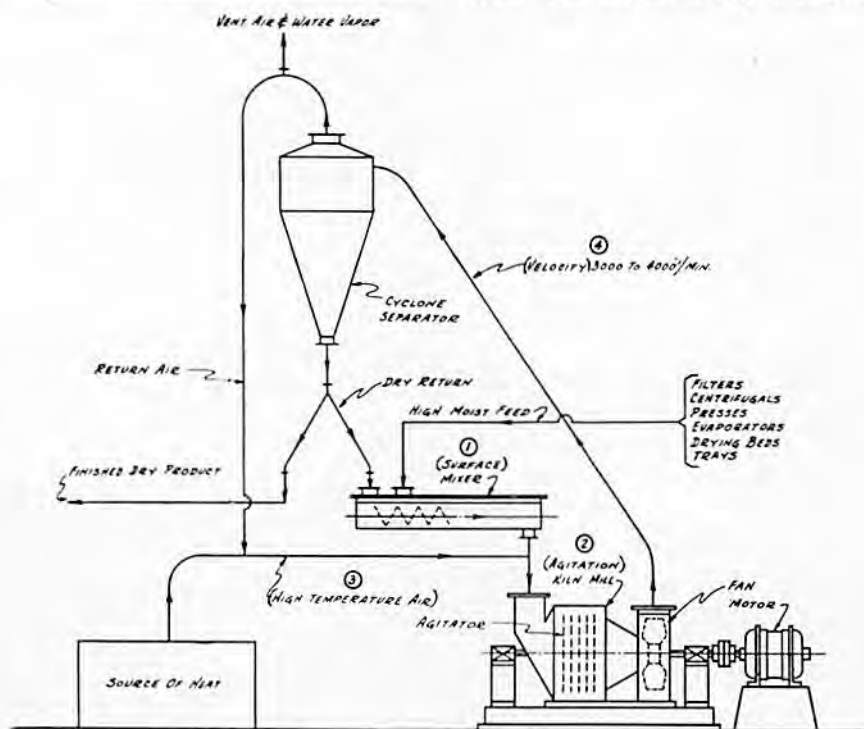 VENT AIR & WATER VAPOR
④
(VELOCITY) 3000 TO 4000'/MIN.
CYCLONE
SEPARATOR
RETURN AIR
DRY RETURN
HIGH MOIST FEED
FILTERS
CENTRIFUGALS
PRESSES
EVAPORATORS
DRYING BEDS
TRAYS
①
(SURFACE)
MIXER
FINISHED DRY PRODUCT
②
(AGITATION)
KILN MILL
③
(HIGH TEMPERATURE AIR)
FAN
MOTOR
AGITATOR
SOURCE OF HEAT